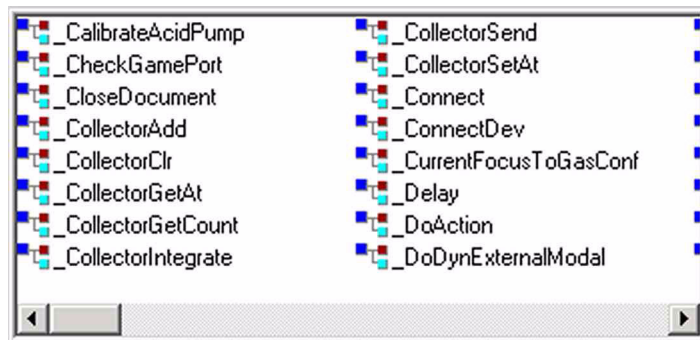 _CalibrateAcidPump
_CheckGamePort
_CloseDocument
_CollectorAdd
_CollectorClr
_CollectorGetAt
_CollectorGetCount
_CollectorIntegrate
_CollectorSend
_CollectorSetAt
_Connect
_ConnectDev
_CurrentFocusToGasConf
_Delay
_DoAction
_DoDynExternalModal